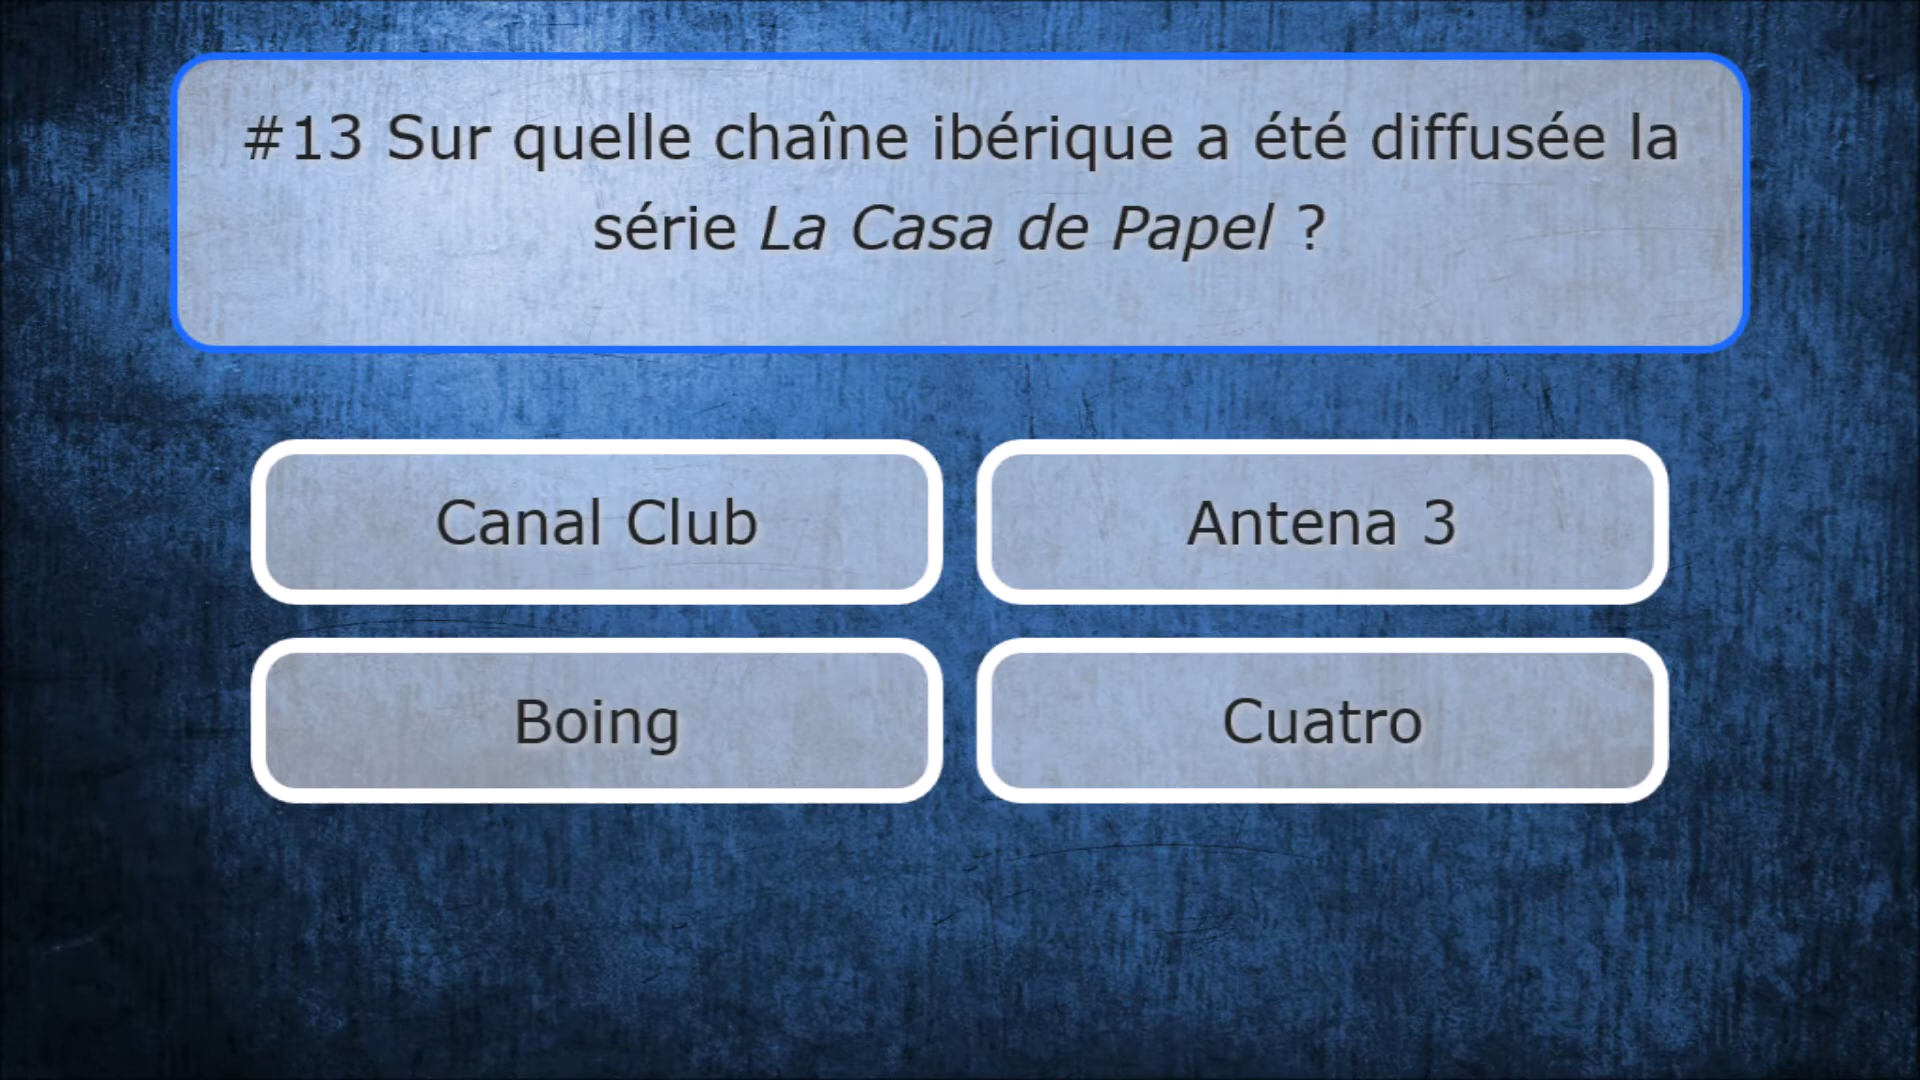 #13 Sur quelle chaîne ibérique a été diffusée la
série La Casa de Papel ?
Canal Club
Antena 3
Boing
Cuatro